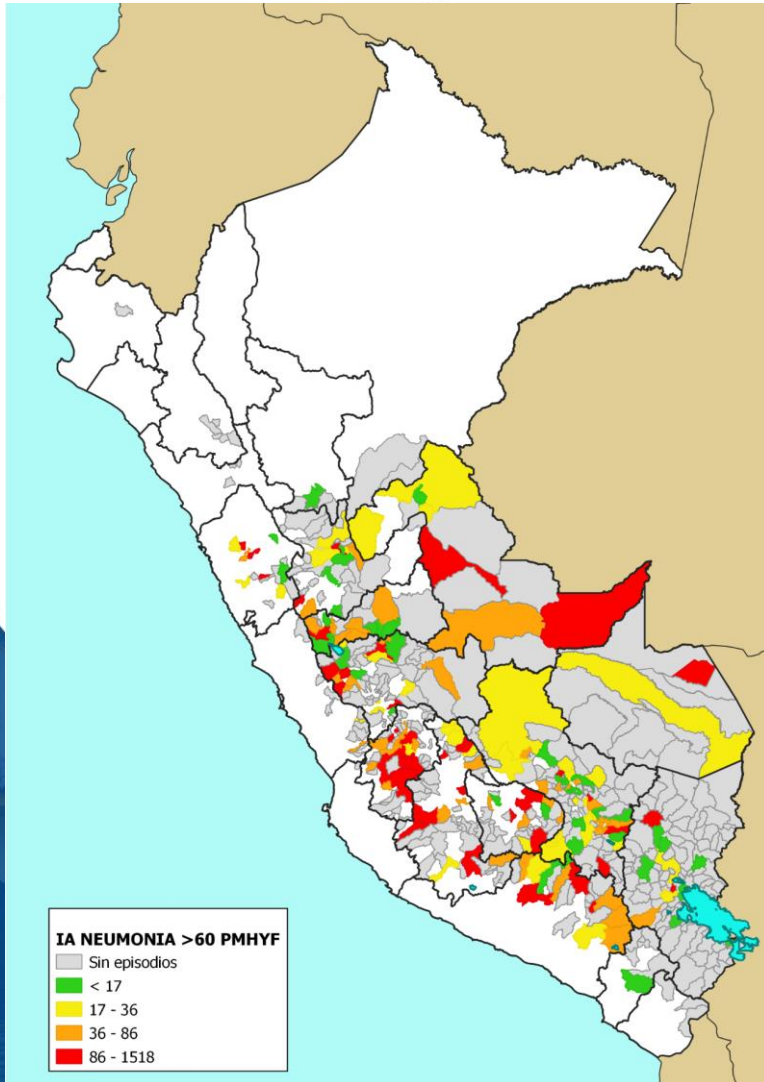 IA NEUMONIA >60 PMHYF
Sin episodios
< 17
17 - 36
36 - 86
86 - 1518